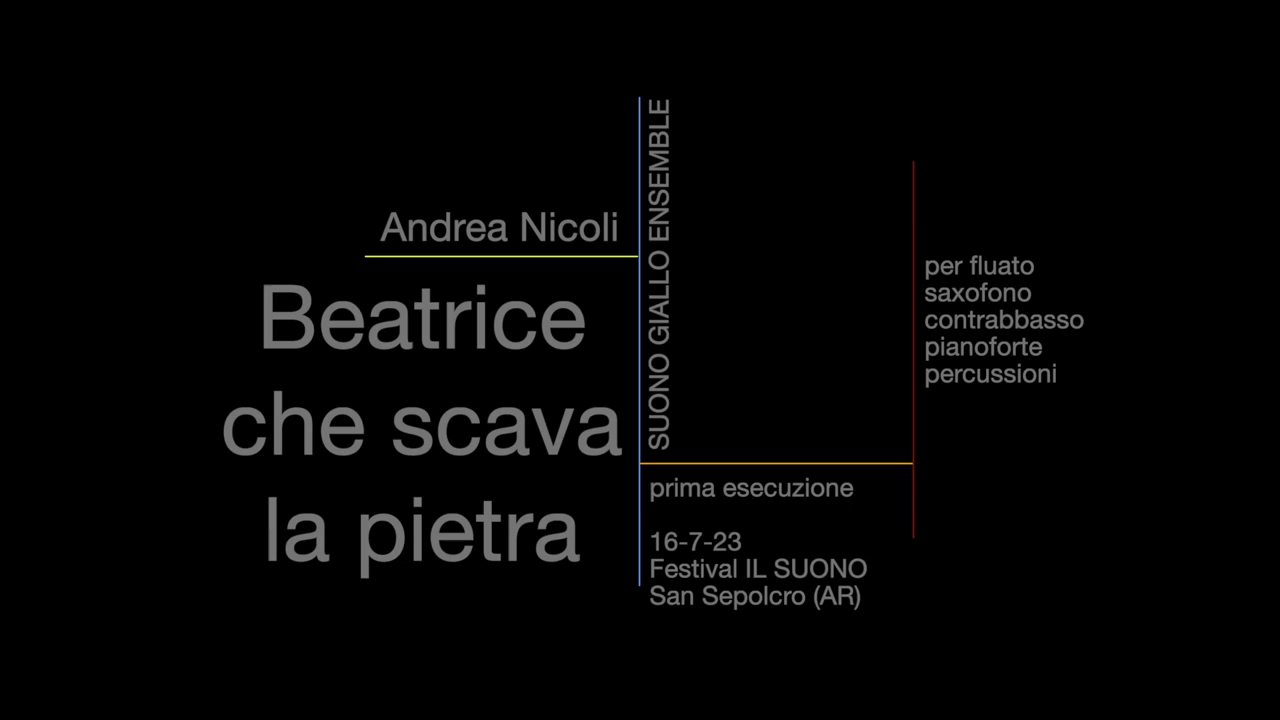 Andrea Nicoli
Beatrice
che scava
la pietra
SUONO GIALLO ENSEMBLE
prima esecuzione
16-7-23
Festival IL SUONO
San Sepolcro (AR)
per fluato
saxofono
contrabbasso
pianoforte
percussioni